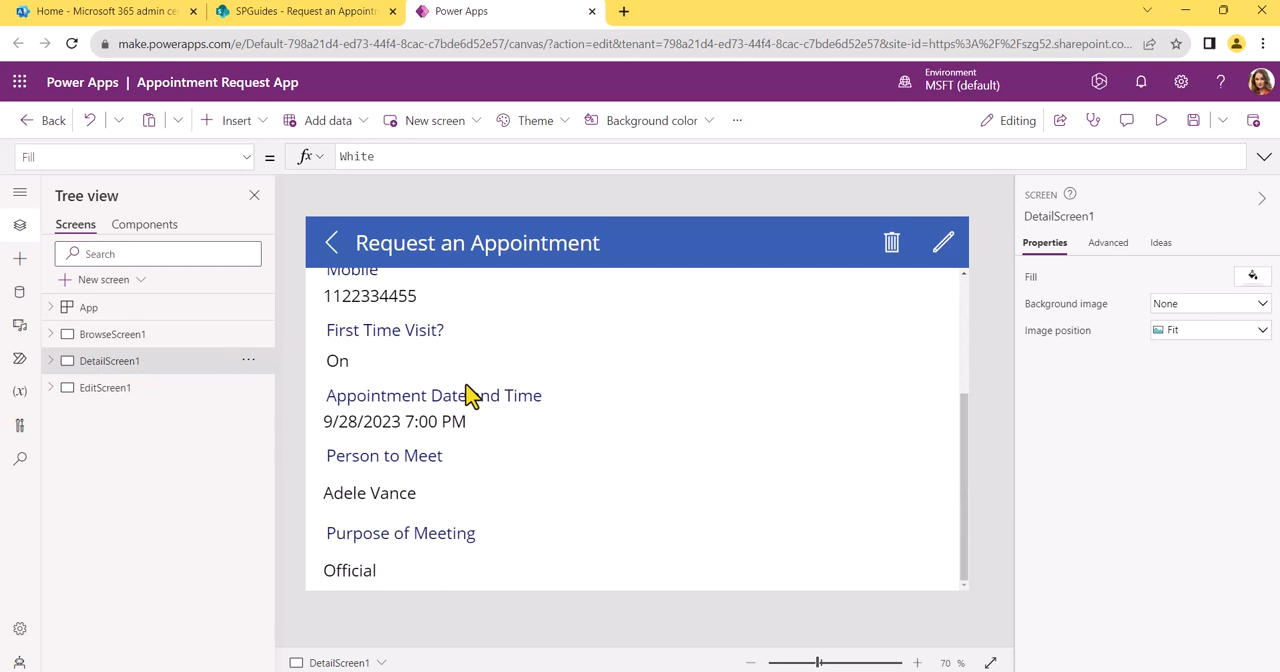 Home - Microsoft 365 admin ce
SPGuides - Request an Appointm
Power Apps
make.powerapps.com/e/Default-798a21d4-ed73-44f4-8cac-c7bde6d52e57/canvas/?action=edit&tenant=798a21d4-ed73-44f4-8cac-c7bde6d52e57&site-id=https%3A%2F%2Fszg52.sharepoint.co...
Power Apps | Appointment Request App
Environment
MSFT (default)
Back
Insert
Add data
New screen
Theme
Background color
...
Editing
Fill
=
fx
White
Tree view
Screens
Components
Search
New screen
App
BrowseScreen1
DetailScreen1
...
EditScreen1
Request an Appointment
Mobile
1122334455
First Time Visit?
On
Appointment Date and Time
9/28/2023 7:00 PM
Person to Meet
Adele Vance
Purpose of Meeting
Official
SCREEN
DetailScreen1
Properties
Advanced
Ideas
Fill
Background image
None
Image position
Fit
DetailScreen1
70 %